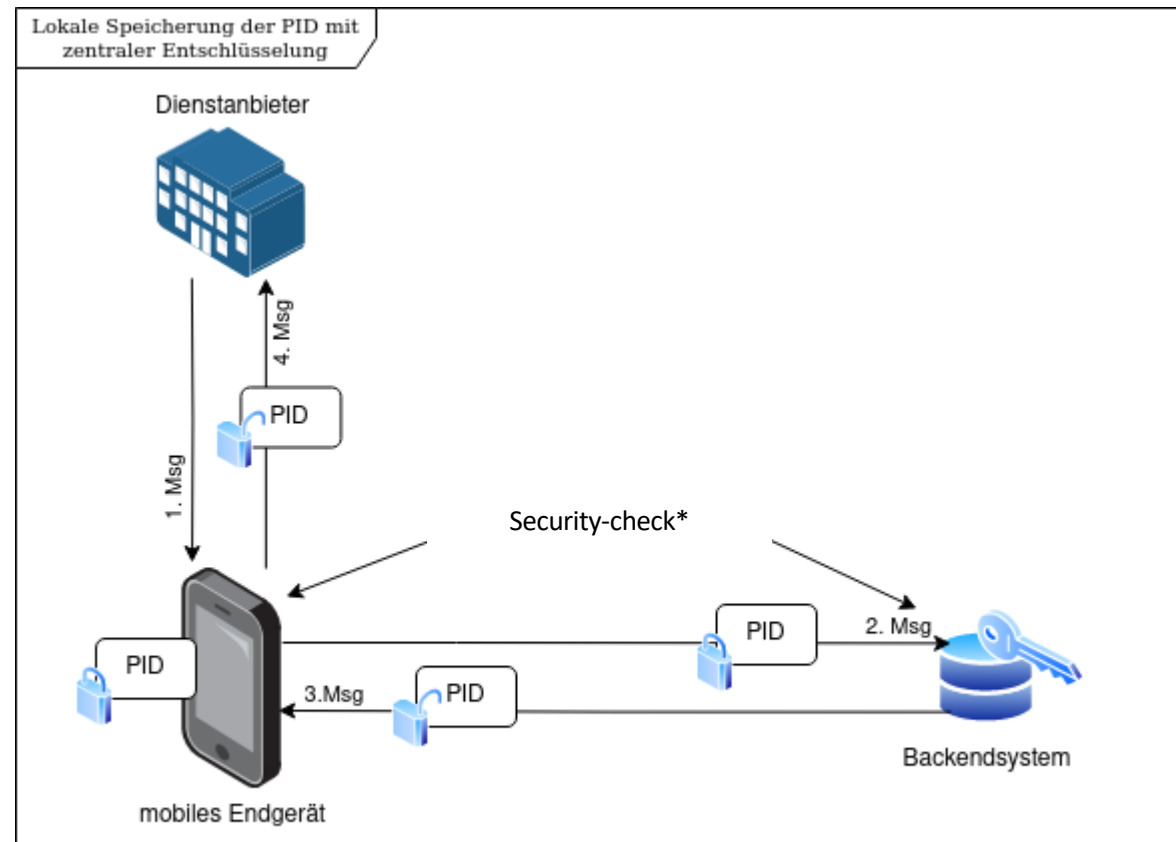 Lokale Speicherung der PID mit
zentraler Entschlüsselung
Dienstanbieter
1. Msg
4. Msg
PID
Security-check*
PID
2. Msg
PID
3.Msg
PID
Backendsystem
mobiles Endgerät